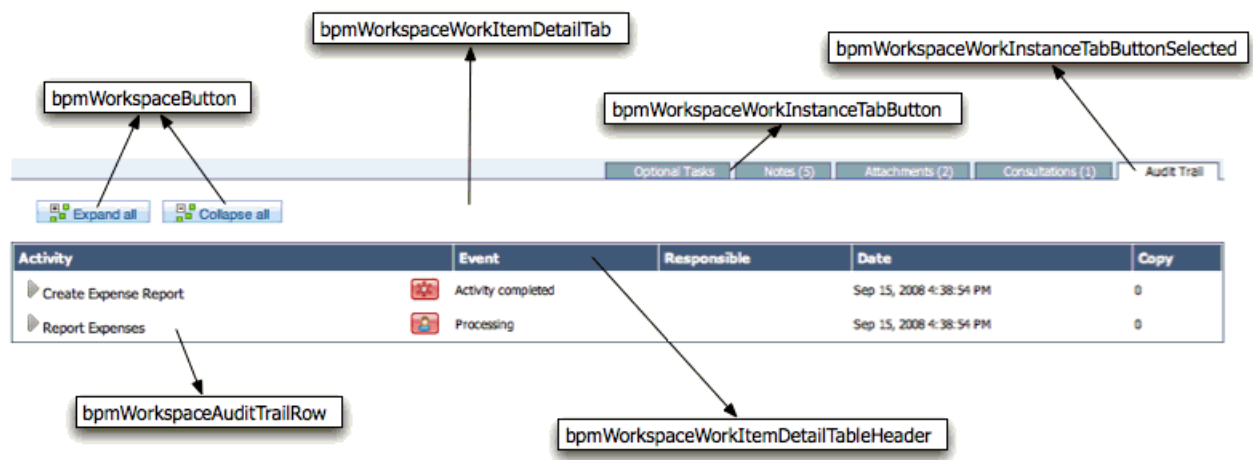 bpmWorkspaceWorkItemDetailTab
bpmWorkspaceWorkInstanceTabButtonSelected
bpmWorkspaceButton
bpmWorkspaceWorkInstanceTabButton
Optional Tasks Notes (5) Attachments (2) Consultations (1) Audit Trail
Expand all Collapse all
Activity Event Responsible Date Copy
Create Expense Report Activity completed Sep 15, 2008 4:38:54 PM 0
Report Expenses Processing Sep 15, 2008 4:38:54 PM 0
bpmWorkspaceAuditTrailRow
bpmWorkspaceWorkItemDetailTableHeader